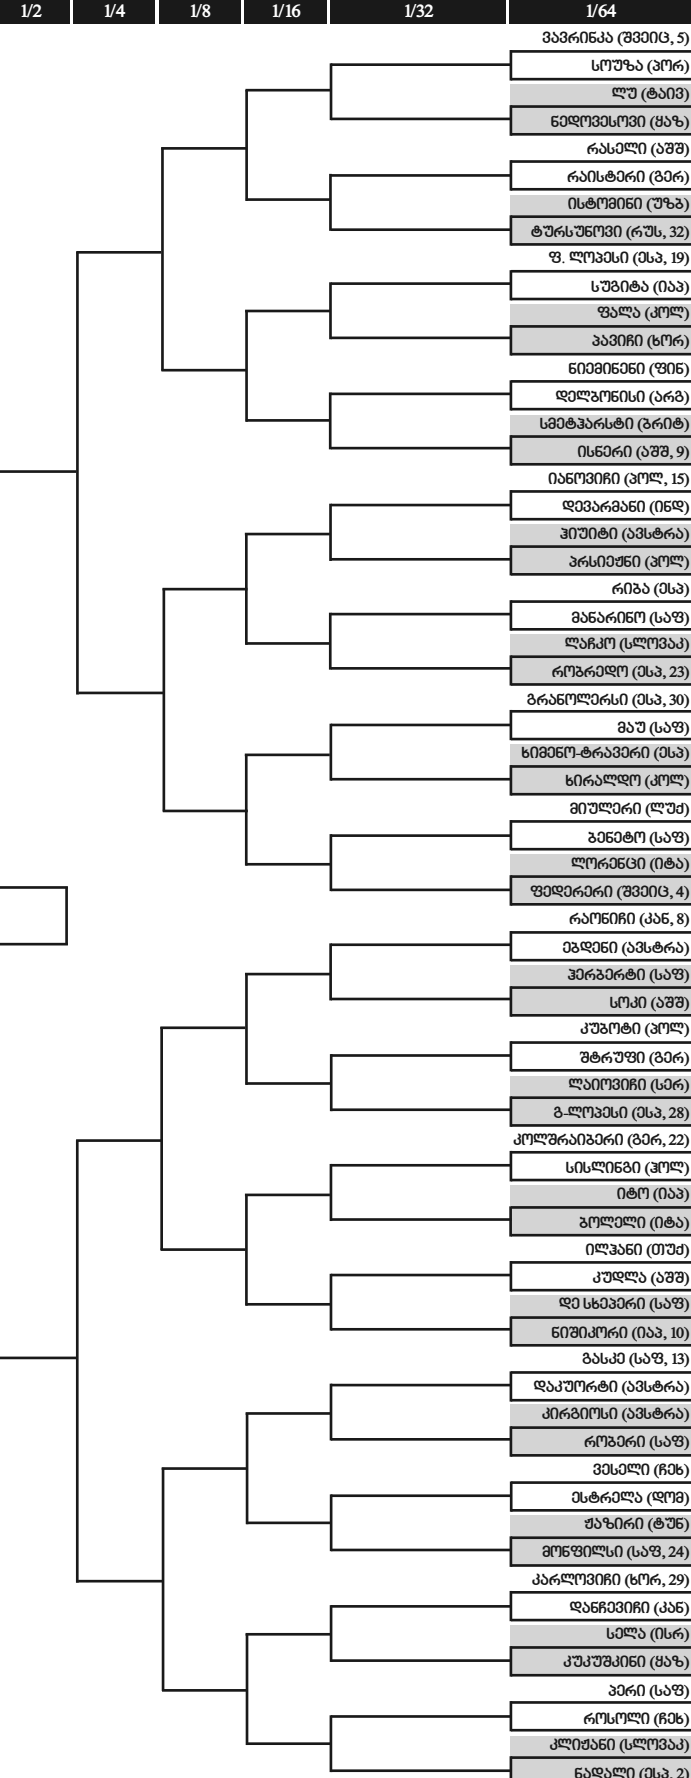 1/2 1/4 1/8 1/16 1/32 1/64
ვავრინკა (შვეიც, 5)
სოუზა (პორ)
ლუ (ტაივ)
ნედოვესოვი (ყაზ)
რასელი (აშშ)
რაისტერი (გერ)
ისტომინი (უზბ)
ტურსუნოვი (რუს, 32)
ფ. ლოპესი (ესპ, 19)
სუგიტა (იაპ)
ფალა (კოლ)
პავიჩი (ხორ)
ნიემინენი (ფინ)
დელბონისი (არგ)
სმეტჰარსტი (ბრიტ)
ისნერი (აშშ, 9)
იანოვიჩი (პოლ, 15)
დევარმანი (ინდ)
ჰიუიტი (ავსტრა)
პრსიეჟნი (პოლ)
რიბა (ესპ)
მანარინო (საფ)
ლაჩკო (სლოვაკ)
რობრედო (ესპ, 23)
გრანოლერსი (ესპ, 30)
მაუ (საფ)
ხიმენო-ტრავერი (ესპ)
ხირალდო (კოლ)
მიულერი (ლუქ)
ბენეტო (საფ)
ლორენცი (იტა)
ფედერერი (შვეიც, 4)
რაონიჩი (კან, 8)
ებდენი (ავსტრა)
ჰერბერტი (საფ)
სოკი (აშშ)
კუბოტი (პოლ)
შტრუფი (გერ)
ლაიოვიჩი (სერ)
გ-ლოპესი (ესპ, 28)
კოლშრაიბერი (გერ, 22)
სისლინგი (ჰოლ)
იტო (იაპ)
ბოლელი (იტა)
ილჰანი (თუქ)
კუდლა (აშშ)
დე სხეპერი (საფ)
ნიშიკორი (იაპ, 10)
გასკე (საფ, 13)
დაკუორტი (ავსტრა)
კირგიოსი (ავსტრა)
რობერი (საფ)
ვესელი (ჩეხ)
ესტრელა (დომ)
ჟაზირი (ტუნ)
მონფილსი (საფ, 24)
კარლოვიჩი (ხორ, 29)
დანჩევიჩი (კან)
სელა (ისრ)
კუკუშკინი (ყაზ)
პერი (საფ)
როსოლი (ჩეხ)
კლიჟანი (სლოვაკ)
ნადალი (ესპ, 2)